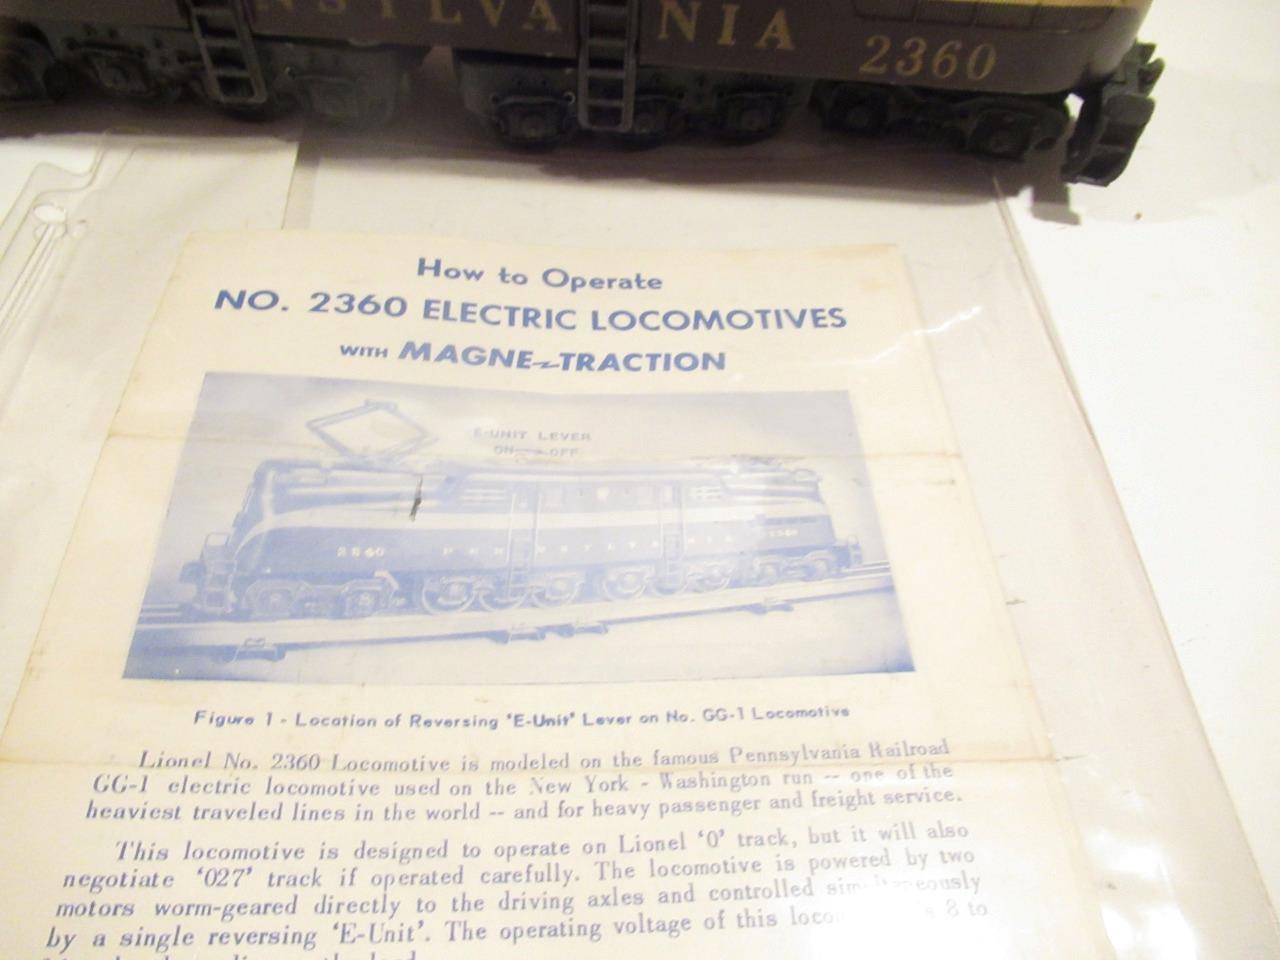 NSYLVANIA 2360
How to Operate
NO. 2360 ELECTRIC LOCOMOTIVES
WITH MAGNE-TRACTION
E-UNIT LEVER
ON OFF
2360 PENNSYLVANIA 2360
Figure 1 - Location of Reversing 'E-Unit' Lever on No. GG-1 Locomotive
Lionel No. 2360 Locomotive is modeled on the famous Pennsylvania Railroad
GG-1 electric locomotive used on the New York - Washington run -- one of the
heaviest traveled lines in the world -- and for heavy passenger and freight service.
This locomotive is designed to operate on Lionel 'O' track, but it will also
negotiate 'O27' track if operated carefully. The locomotive is powered by two
motors worm-geared directly to the driving axles and controlled simultaneously
by a single reversing 'E-Unit'. The operating voltage of this 8 to